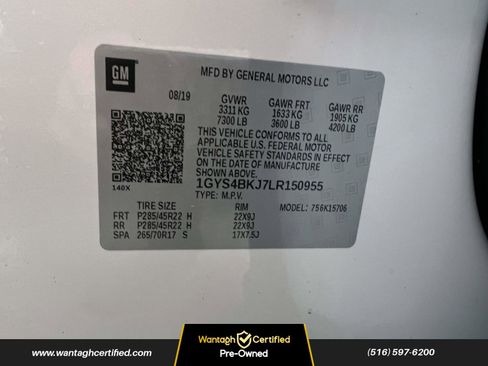 GM
MFD BY GENERAL MOTORS LLC
08/19 GVWR GAWR FRT GAWR RR
3311 KG 1633 KG 1905 KG
7300 LB 3600 LB 4200 LB
THIS VEHICLE CONFORMS TO ALL
APPLICABLE U.S. FEDERAL MOTOR
VEHICLE SAFETY STANDARDS IN EFFECT
ON THE DATE OF MANUFACTURE
SHOWN ABOVE.
140X 1GYS4BKJ7LR150955
TYPE: M.P.V. MODEL: 7S6K15706
TIRE SIZE RIM
FRT P285/45R22 H 22X9J
RR P285/45R22 H 22X9J
SPA 265/70R17 S 17X7.5J
www.wantaghcertified.com
Wantagh Certified
Pre-Owned
(516) 597-6200